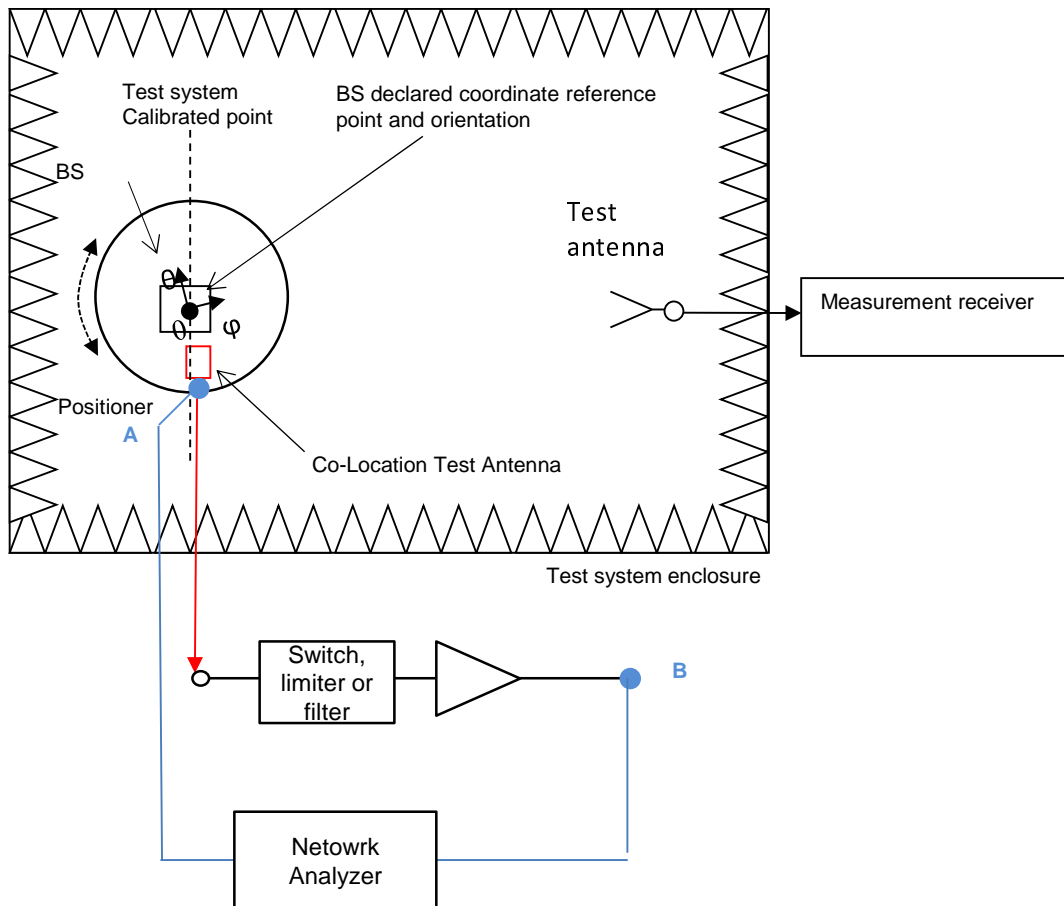 Test system
Calibrated point
BS declared coordinate reference
point and orientation
BS
Test
antenna
Measurement receiver
θ
θ
φ
Positioner
A
Co-Location Test Antenna
Test system enclosure
Switch,
limiter or
filter
B
Netowrk
Analyzer